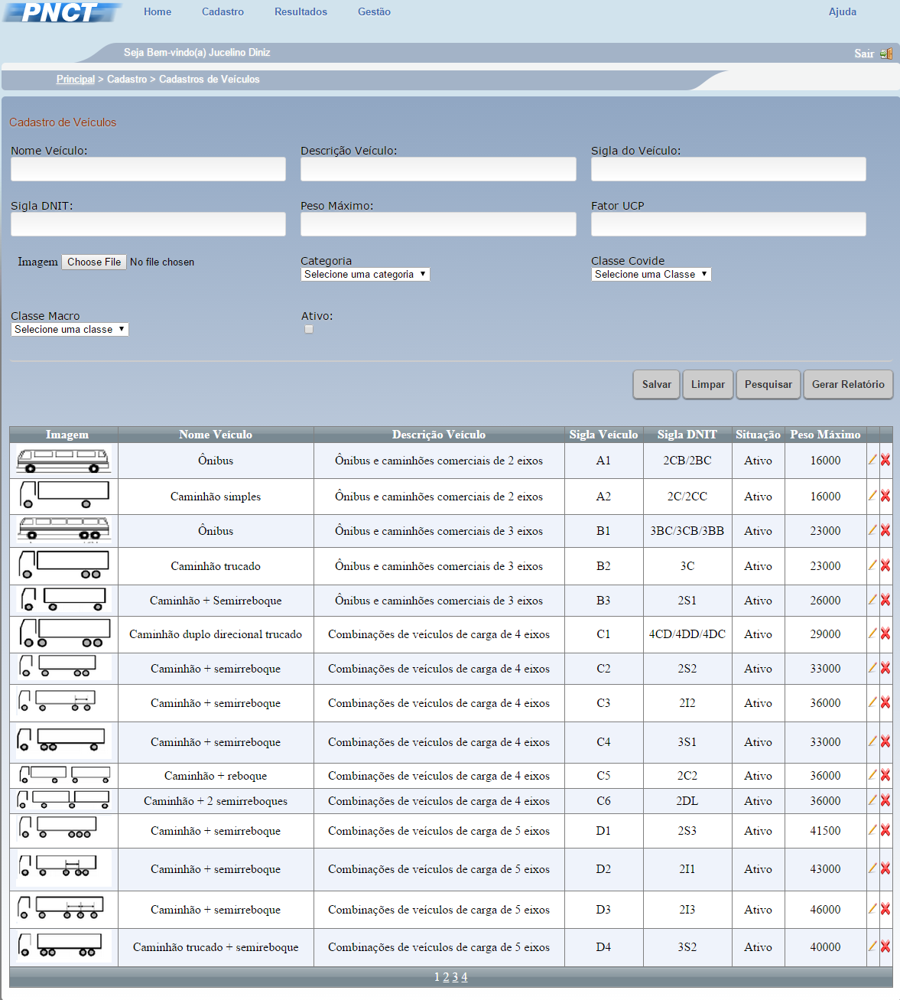 PNCT Home Cadastro Resultados Gestão Ajuda
Seja Bem-vindo(a) Jucelino Diniz Sair
Principal > Cadastro > Cadastros de Veículos
Cadastro de Veículos
Nome Veículo: Descrição Veículo: Sigla do Veículo:
Sigla DNIT: Peso Máximo: Fator UCP
Imagem Choose File No file chosen Categoria Classe Covide
Selecione uma categoria Selecione uma Classe
Classe Macro Ativo:
Selecione uma classe
Salvar Limpar Pesquisar Gerar Relatório
Imagem Nome Veículo Descrição Veículo Sigla Veículo Sigla DNIT Situação Peso Máximo
Ônibus Ônibus e caminhões comerciais de 2 eixos A1 2CB/2BC Ativo 16000
Caminhão simples Ônibus e caminhões comerciais de 2 eixos A2 2C/2CC Ativo 16000
Ônibus Ônibus e caminhões comerciais de 3 eixos B1 3BC/3CB/3BB Ativo 23000
Caminhão trucado Ônibus e caminhões comerciais de 3 eixos B2 3C Ativo 23000
Caminhão + Semirreboque Ônibus e caminhões comerciais de 3 eixos B3 2S1 Ativo 26000
Caminhão duplo direcional trucado Combinações de veículos de carga de 4 eixos C1 4CD/4DD/4DC Ativo 29000
Caminhão + semirreboque Combinações de veículos de carga de 4 eixos C2 2S2 Ativo 33000
Caminhão + semirreboque Combinações de veículos de carga de 4 eixos C3 2I2 Ativo 36000
Caminhão + semirreboque Combinações de veículos de carga de 4 eixos C4 3S1 Ativo 33000
Caminhão + reboque Combinações de veículos de carga de 4 eixos C5 2C2 Ativo 36000
Caminhão + 2 semirreboques Combinações de veículos de carga de 4 eixos C6 2DL Ativo 36000
Caminhão + semirreboque Combinações de veículos de carga de 5 eixos D1 2S3 Ativo 41500
Caminhão + semirreboque Combinações de veículos de carga de 5 eixos D2 2I1 Ativo 43000
Caminhão + semirreboque Combinações de veículos de carga de 5 eixos D3 2I3 Ativo 46000
Caminhão trucado + semireboque Combinações de veículos de carga de 5 eixos D4 3S2 Ativo 40000
1 2 3 4